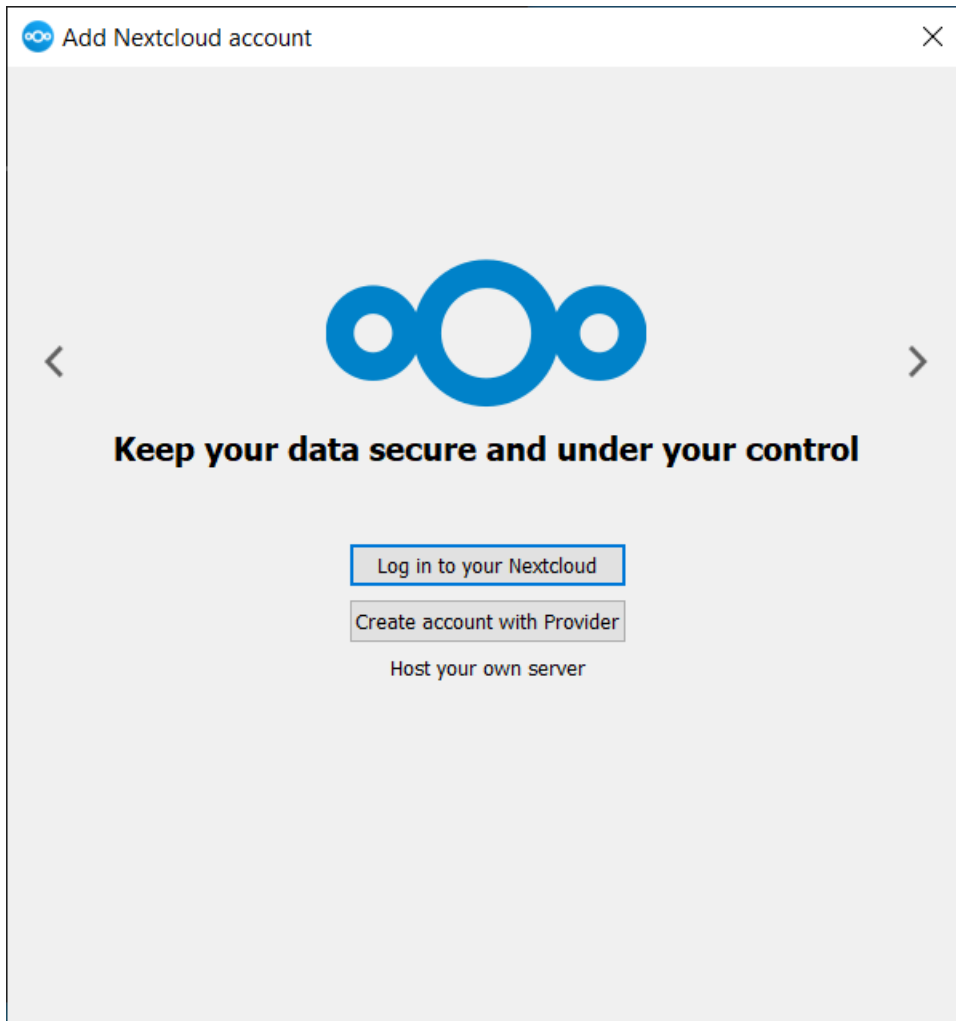 Add Nextcloud account
Keep your data secure and under your control
Log in to your Nextcloud
Create account with Provider
Host your own server